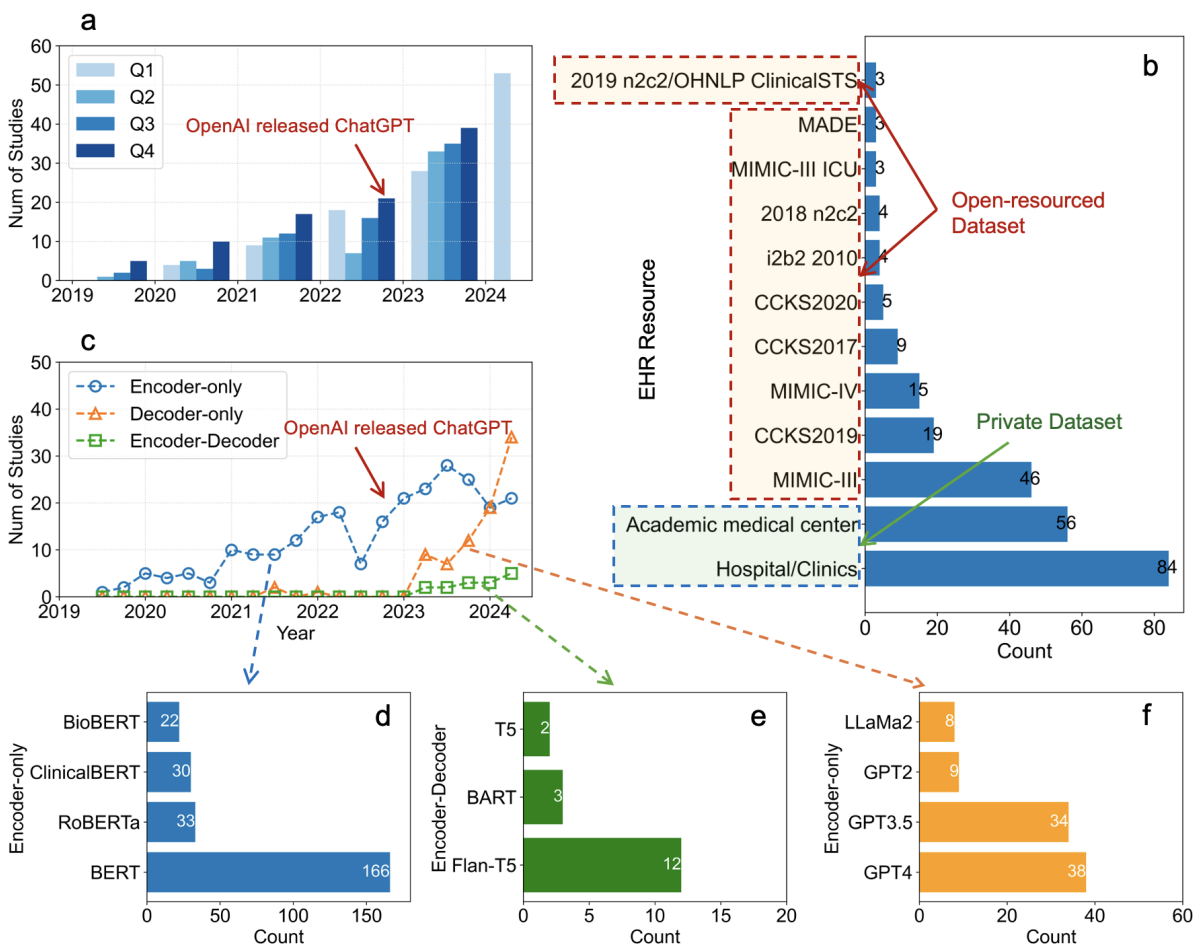 a
60
50
40
30
20
10
0
Num of Studies
Q1
Q2
Q3
Q4
OpenAI released ChatGPT
2019
2020
2021
2022
2023
2024
b
EHR Resource
2019 n2c2/OHNLP ClinicalSTS
3
MADE
3
MIMIC-III ICU
3
2018 n2c2
4
i2b2 2010
4
CCKS2020
5
CCKS2017
9
MIMIC-IV
15
CCKS2019
19
MIMIC-III
46
Academic medical center
56
Hospital/Clinics
84
Open-resourced
Dataset
Private Dataset
0
20
40
60
80
Count
c
50
40
30
20
10
0
Num of Studies
Encoder-only
Decoder-only
Encoder-Decoder
OpenAI released ChatGPT
2019
2020
2021
2022
2023
2024
Year
d
Encoder-only
BioBERT
22
ClinicalBERT
30
RoBERTa
33
BERT
166
0
50
100
150
Count
e
Encoder-Decoder
T5
2
BART
3
Flan-T5
12
0
5
10
15
20
Count
f
Encoder-only
LLaMa2
8
GPT2
9
GPT3.5
34
GPT4
38
0
20
40
60
Count